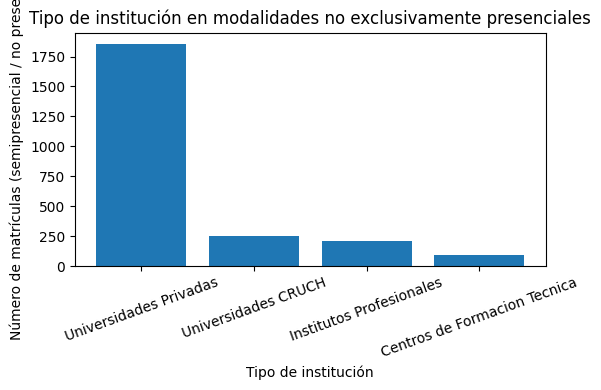 Tipo de institución en modalidades no exclusivamente presenciales
Número de matrículas (semipresencial / no prese
1750
1500
1250
1000
750
500
250
0
Universidades Privadas
Universidades CRUCH
Institutos Profesionales
Centros de Formacion Tecnica
Tipo de institución